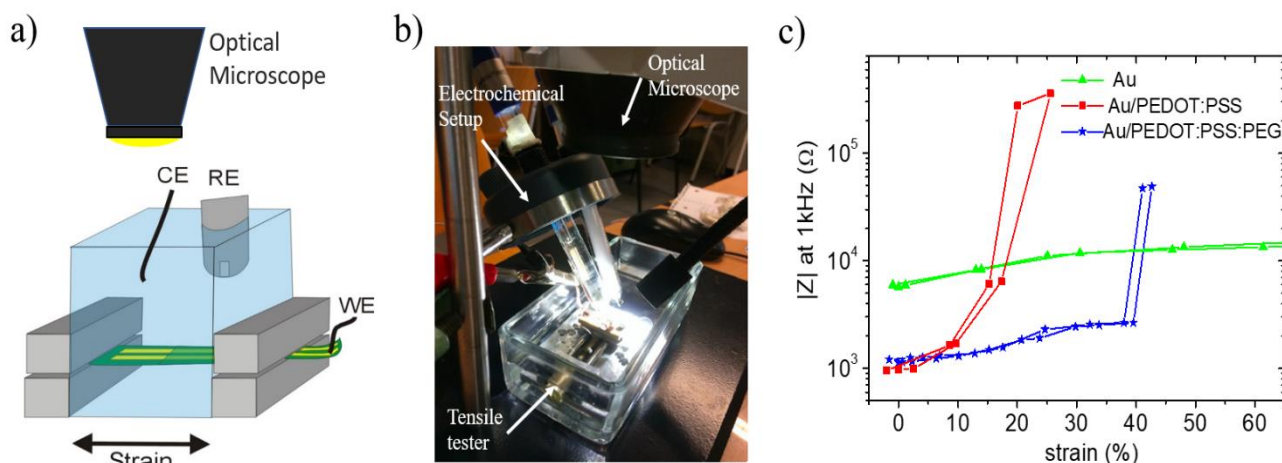 a)
Optical
Microscope
CE
RE
WE
Strain
b)
Optical
Microscope
Electrochemical
Setup
Tensile
tester
c)
Au
Au/PEDOT:PSS
Au/PEDOT:PSS:PEG
|Z| at 1kHz (Ω)
10⁵
10⁴
10³
0 10 20 30 40 50 60
strain (%)